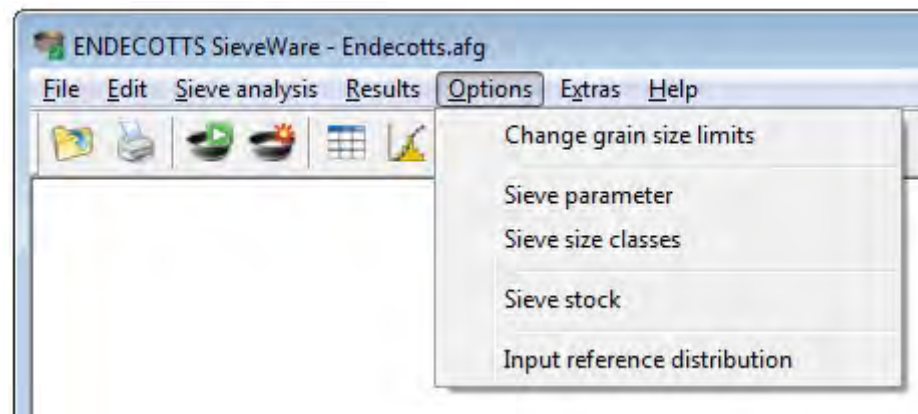 ENDECOTTS SieveWare - Endecotts.afg
File Edit Sieve analysis Results Options Extras Help
Change grain size limits
Sieve parameter
Sieve size classes
Sieve stock
Input reference distribution